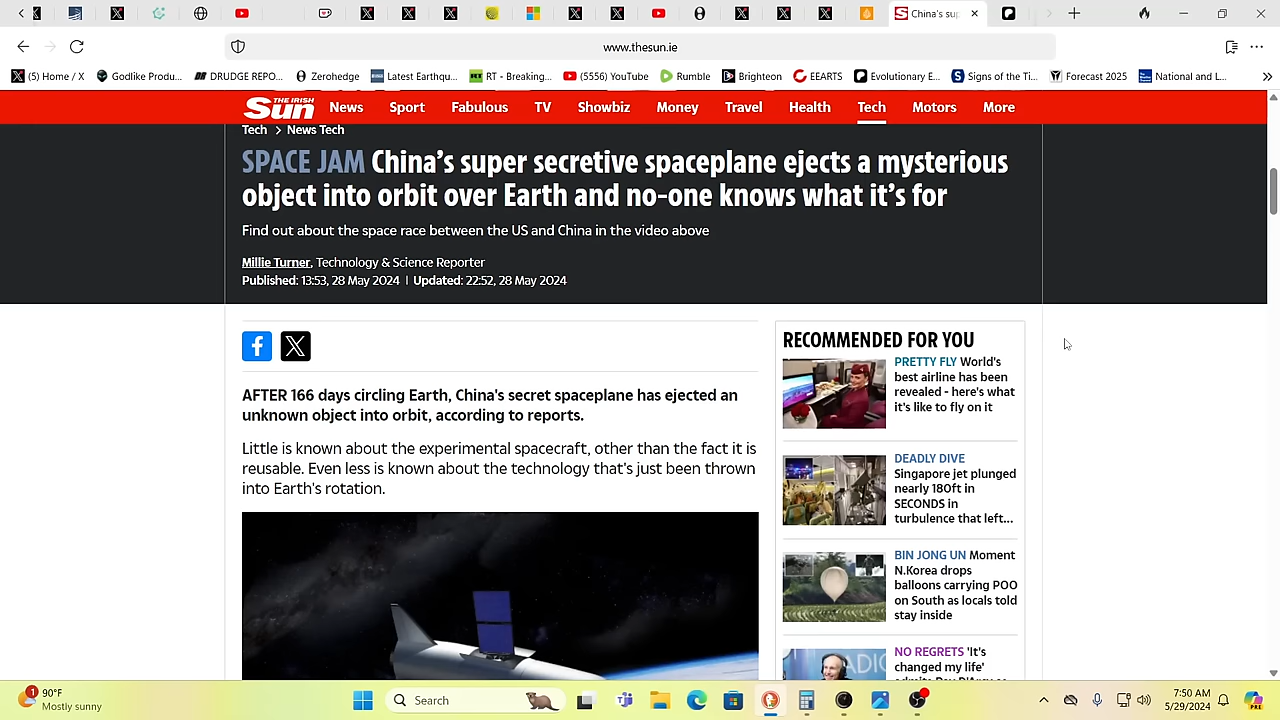 China's sup
www.thesun.ie
(5) Home / X
Godlike Produ...
DRUDGE REPO...
Zerohedge
Latest Earthqu...
RT - Breaking...
(5556) YouTube
Rumble
Brighteon
EEARTS
Evolutionary E...
Signs of the Ti...
Forecast 2025
National and L...
THE IRISH
Sun
News
Sport
Fabulous
TV
Showbiz
Money
Travel
Health
Tech
Motors
More
Tech > News Tech
SPACE JAM China's super secretive spaceplane ejects a mysterious
object into orbit over Earth and no-one knows what it's for
Find out about the space race between the US and China in the video above
Millie Turner, Technology & Science Reporter
Published: 13:53, 28 May 2024 | Updated: 22:52, 28 May 2024
AFTER 166 days circling Earth, China's secret spaceplane has ejected an
unknown object into orbit, according to reports.
Little is known about the experimental spacecraft, other than the fact it is
reusable. Even less is known about the technology that's just been thrown
into Earth's rotation.
RECOMMENDED FOR YOU
PRETTY FLY World's
best airline has been
revealed - here's what
it's like to fly on it
DEADLY DIVE
Singapore jet plunged
nearly 180ft in
SECONDS in
turbulence that left...
BIN JONG UN Moment
N.Korea drops
balloons carrying POO
on South as locals told
stay inside
NO REGRETS 'It's
changed my life'
1
90°F
Mostly sunny
Search
7:50 AM
5/29/2024
PRE